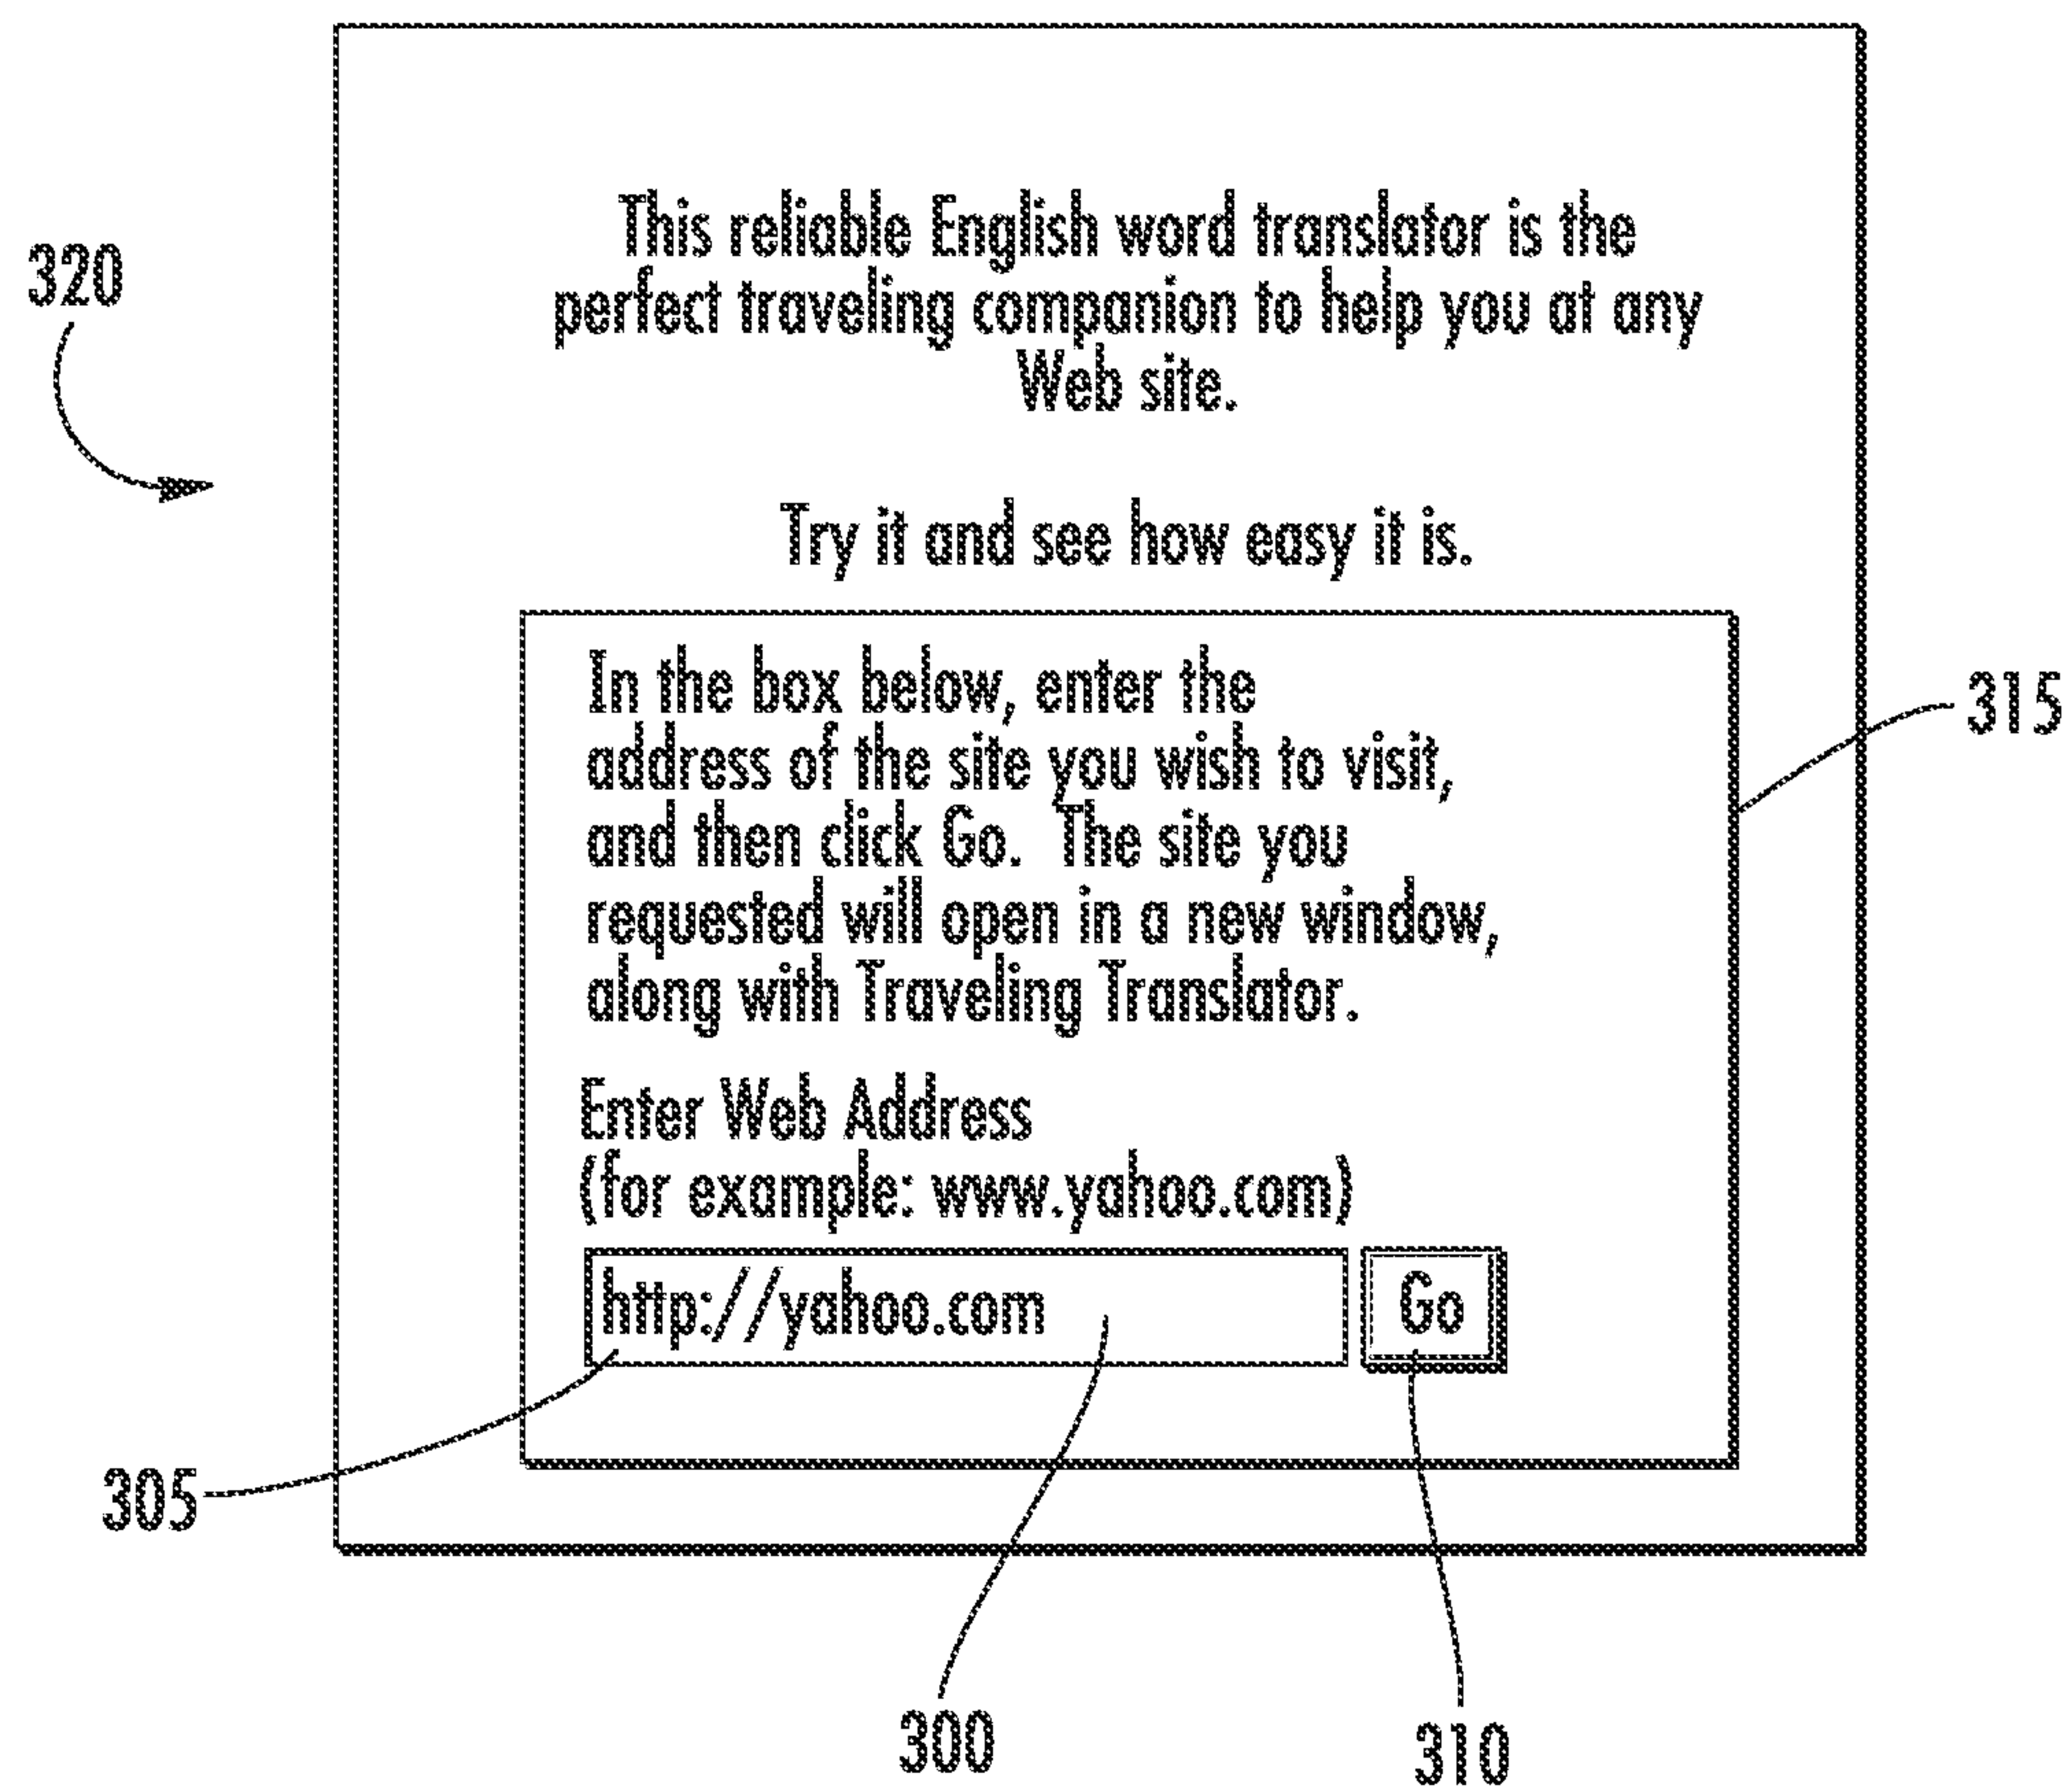 320
This reliable English word translator is the
perfect traveling companion to help you at any
Web site.
Try it and see how easy it is.
In the box below, enter the
address of the site you wish to visit,
and then click Go. The site you
requested will open in a new window,
along with Traveling Translator.
315
Enter Web Address
(for example: www.yahoo.com)
http://yahoo.com
Go
305
300
310